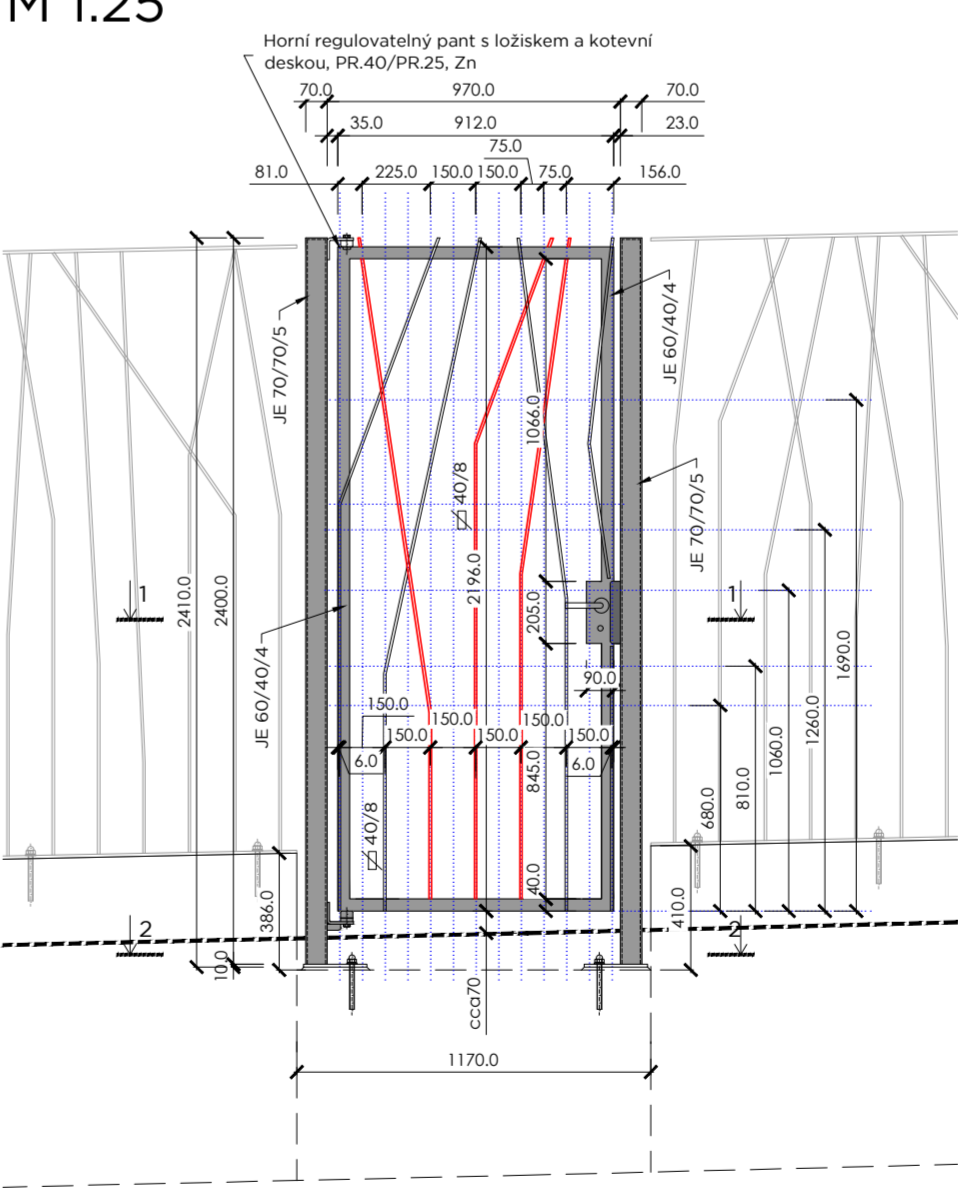 M 1:25
Horní regulovatelný pant s ložiskem a kotevní
deskou, PR.40/PR.25, Zn
70.0 970.0 70.0
35.0 912.0 23.0
75.0
81.0 225.0 150.0 150.0 75.0 156.0
JE 70/70/5
JE 60/40/4
1066.0
40/8
JE 70/70/5
2410.0
2400.0
2196.0
205.0
1 1
1690.0
JE 60/40/4
90.0
150.0 150.0 150.0
150.0 150.0 150.0
6.0 6.0
845.0
1260.0
1060.0
810.0
680.0
40/8
40.0
386.0
410.0
2 2
10.0
cca70
1170.0